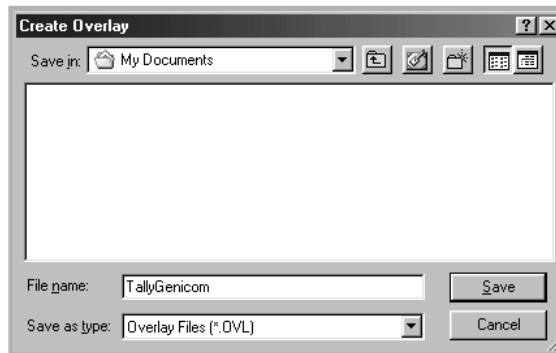 Create Overlay
Save in: My Documents
File name: TallyGenicom Save
Save as type: Overlay Files (*.OVL) Cancel